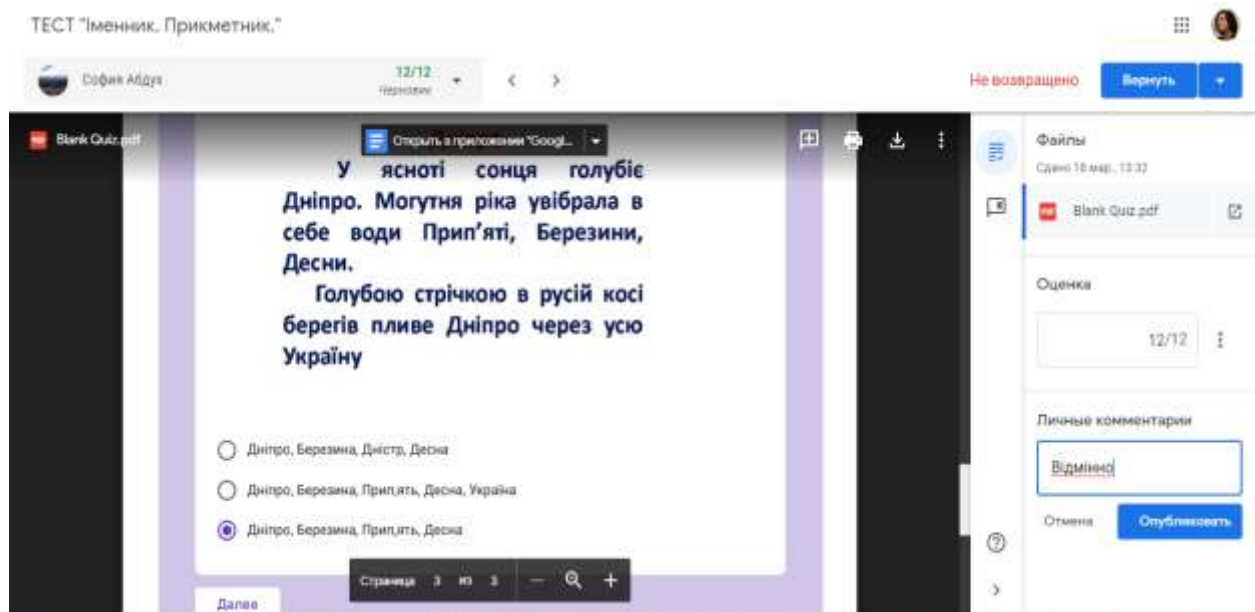 ТЕСТ "Іменник. Прикметник."
София Абдух
12/12
Черновик
Не возвращено
Вернуть
Blank Quiz.pdf
Открыть в приложении "Googl...
У ясноті сонця голубіє
Дніпро. Могутня ріка увібрала в
себе води Прип’яті, Березини,
Десни.
Голубою стрічкою в русій косі
берегів пливе Дніпро через усю
Україну
Дніпро, Березина, Дністр, Десна
Дніпро, Березина, Прип,ять, Десна, Україна
Дніпро, Березина, Прип,ять, Десна
Страница 3 из 3
Далее
Файлы
Сдано 18 мар., 13:32
Blank Quiz.pdf
Оценка
12/12
Личные комментарии
Відмінно
Отмена
Опубликовать